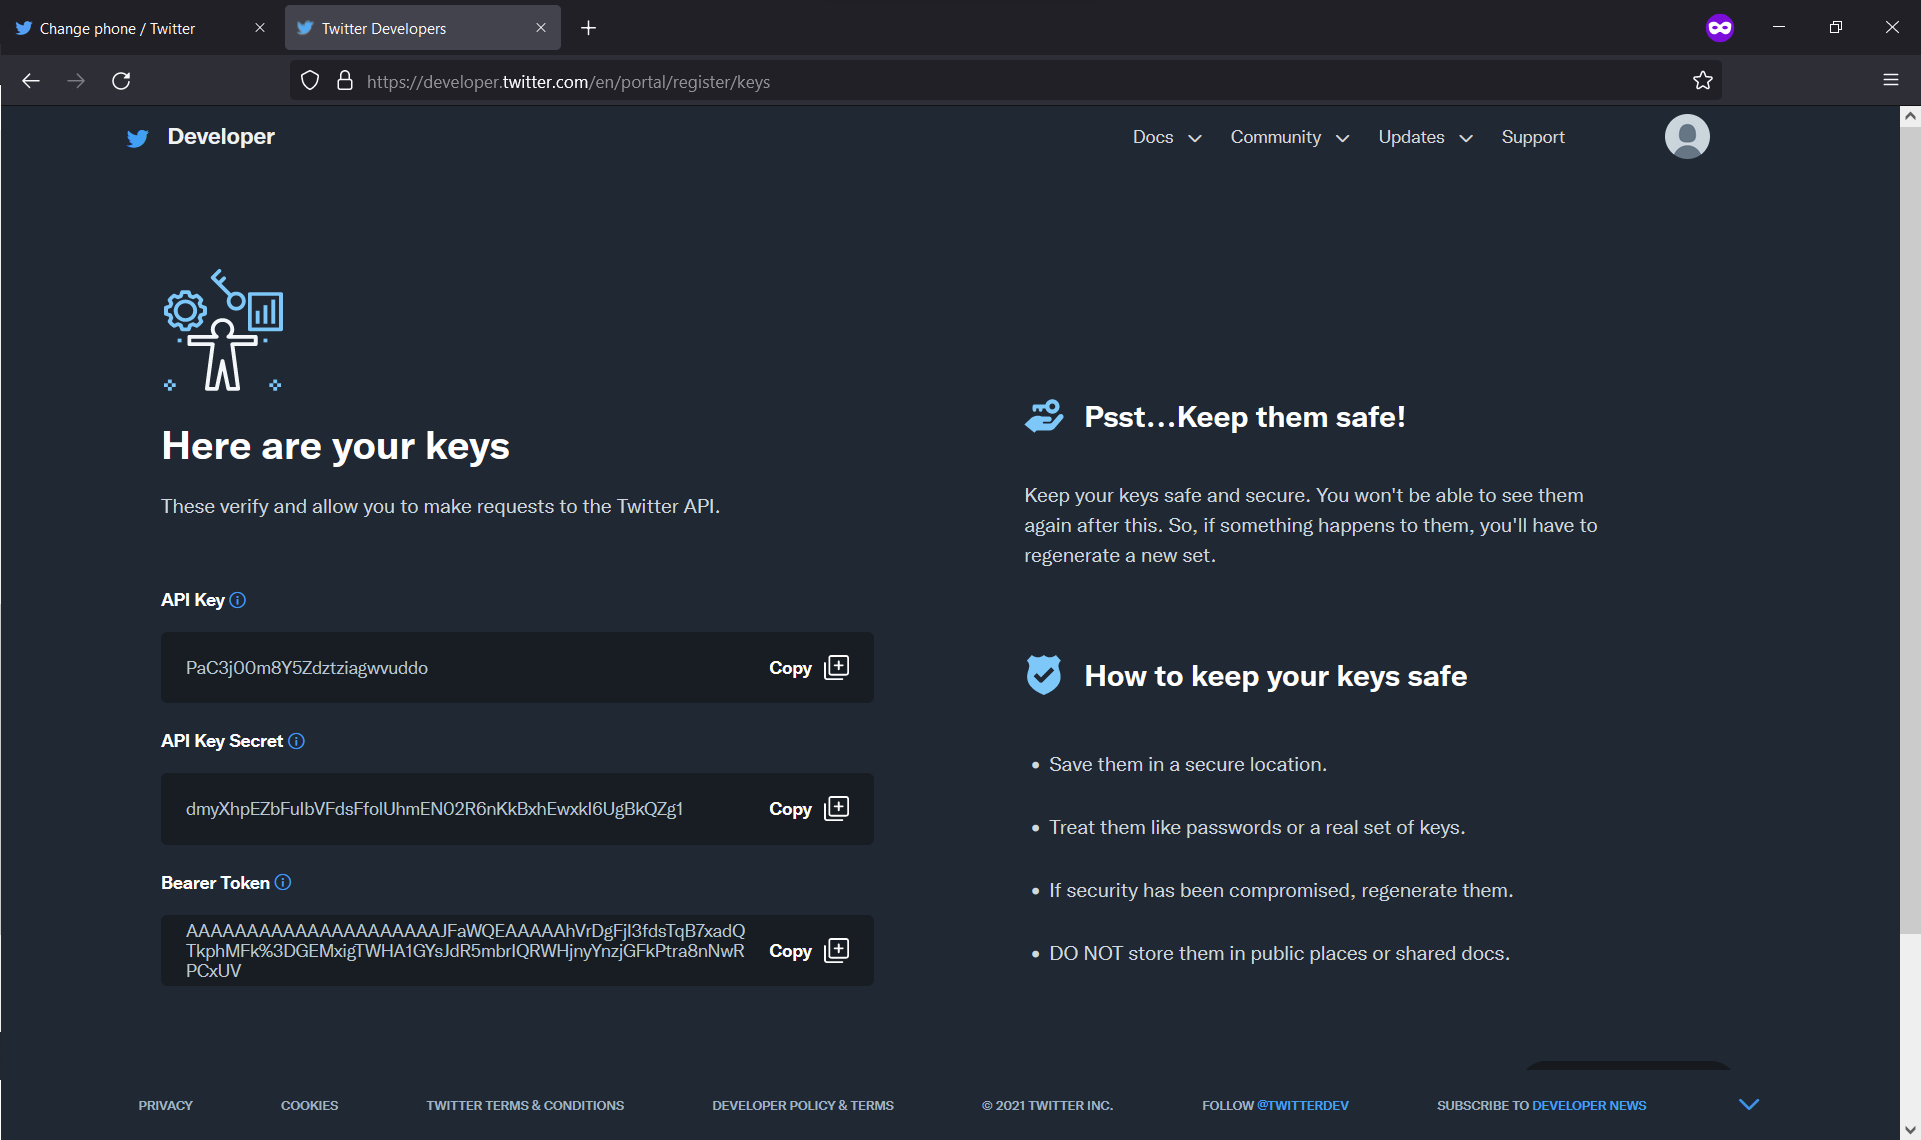 Change phone / Twitter
Twitter Developers
https://developer.twitter.com/en/portal/register/keys
Developer
Docs
Community
Updates
Support
Here are your keys
These verify and allow you to make requests to the Twitter API.
API Key
PaC3j00m8Y5Zdztziagwvuddo
Copy
API Key Secret
dmyXhpEZbFuIbVFdsFfolUhmEN02R6nKkBxhEwxkI6UgBkQZg1
Copy
Bearer Token
AAAAAAAAAAAAAAAAAAAAAJFaWQEAAAAAhVrDgFjI3fdsTqB7xadQ
TkphMFk%3DGEMxigTWHA1GYsJdR5mbrIQRWHjnyYnzjGFkPtra8nNwR
PCxUV
Copy
Psst...Keep them safe!
Keep your keys safe and secure. You won't be able to see them
again after this. So, if something happens to them, you'll have to
regenerate a new set.
How to keep your keys safe
• Save them in a secure location.
• Treat them like passwords or a real set of keys.
• If security has been compromised, regenerate them.
• DO NOT store them in public places or shared docs.
PRIVACY
COOKIES
TWITTER TERMS & CONDITIONS
DEVELOPER POLICY & TERMS
© 2021 TWITTER INC.
FOLLOW @TWITTERDEV
SUBSCRIBE TO DEVELOPER NEWS